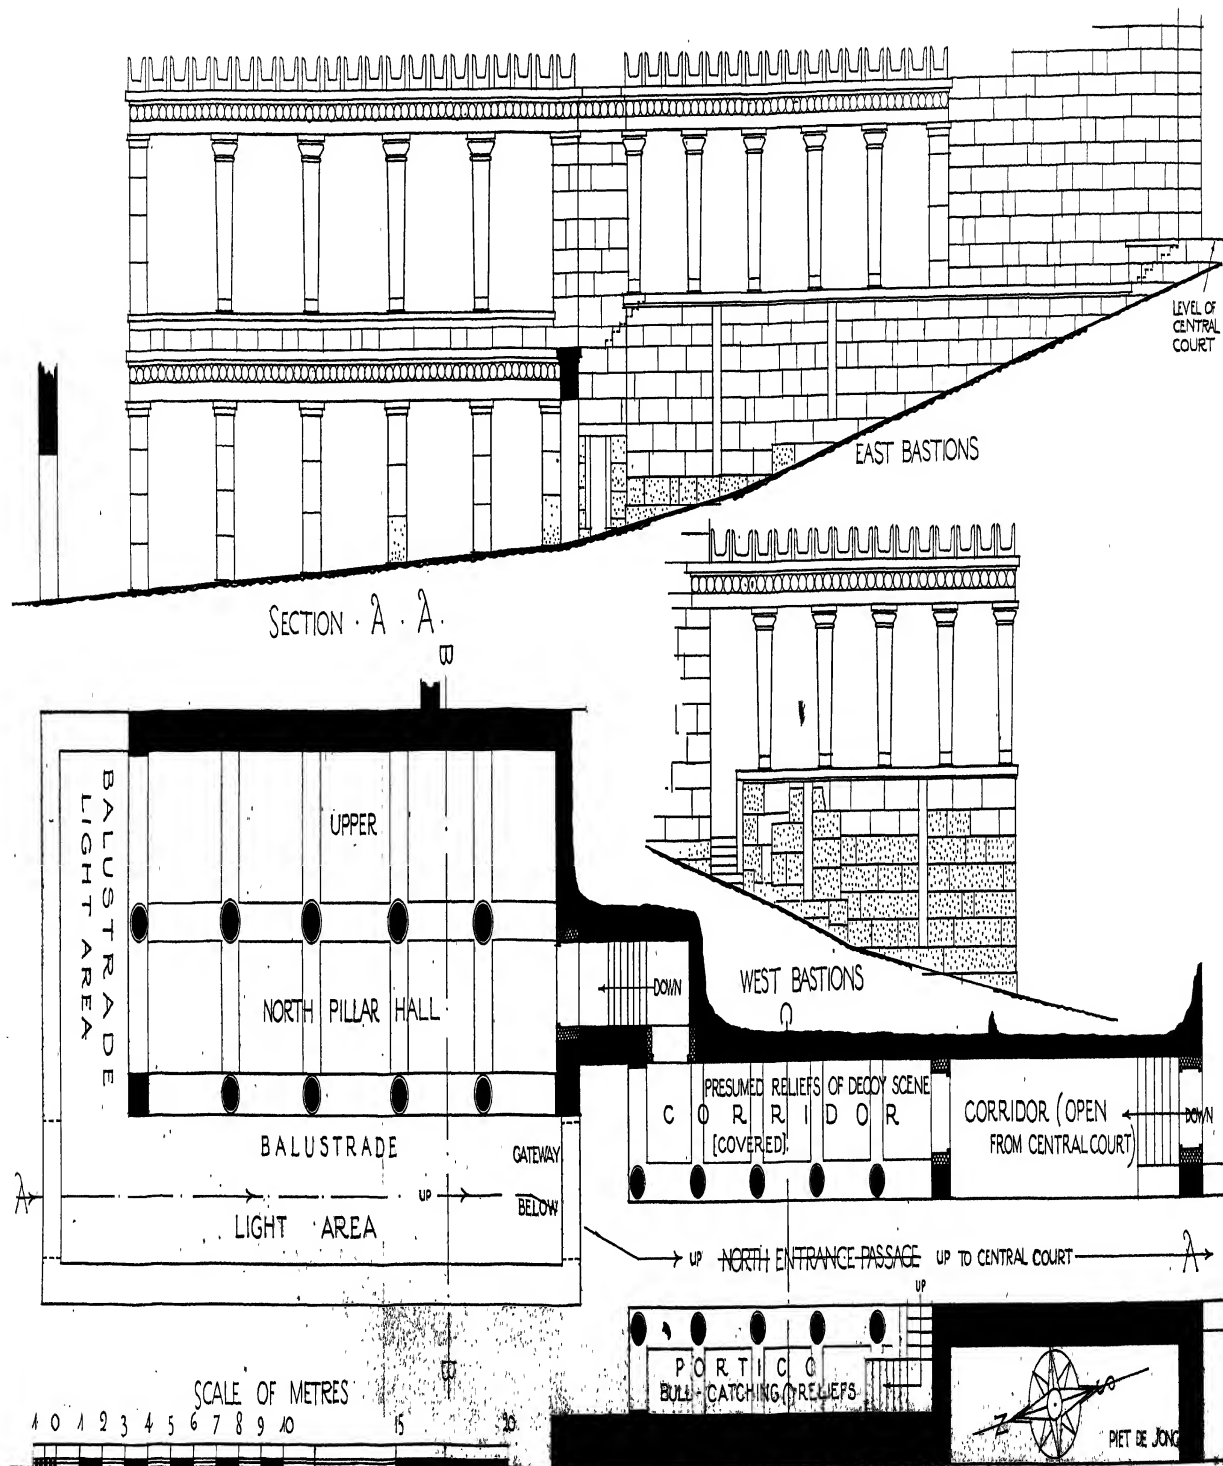 LEVEL OF
CENTRAL
COURT
EAST BASTIONS
SECTION · A · A ·
B
BALUSTRADE
LIGHT AREA
UPPER
NORTH PILLAR HALL
DOWN
WEST BASTIONS
C
PRESUMED RELIEFS OF DECOY SCENE
CORRIDOR
[COVERED]
CORRIDOR (OPEN
FROM CENTRAL COURT)
DOWN
BALUSTRADE
GATEWAY
BELOW
A
UP
LIGHT AREA
UP NORTH ENTRANCE PASSAGE UP TO CENTRAL COURT
A
UP
B
PORTICO
BULL-CATCHING RELIEFS
SCALE OF METRES
1 0 1 2 3 4 5 6 7 8 9 10 15 20
N
PIET DE JONG